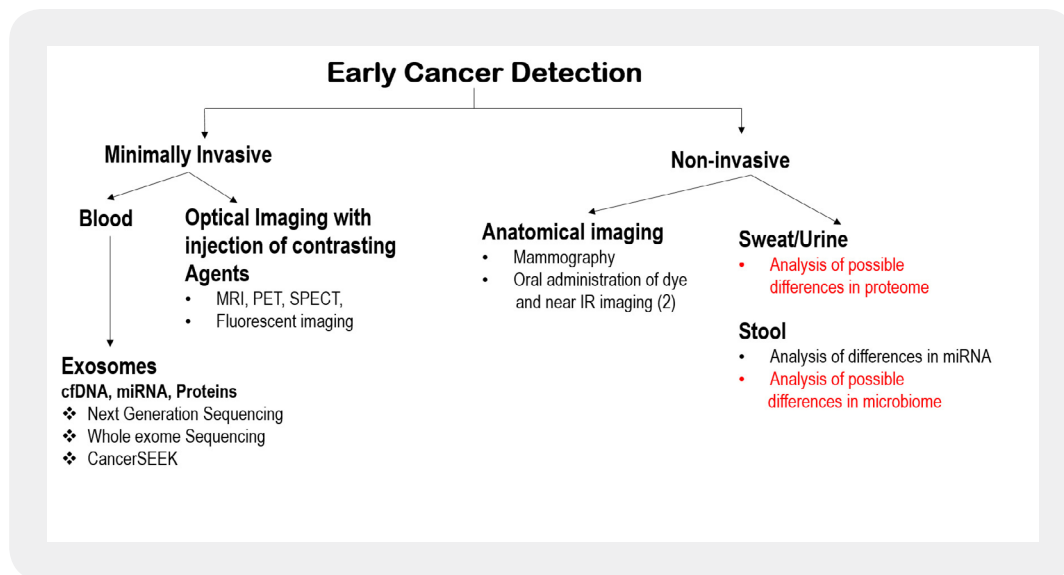 Early Cancer Detection
Minimally Invasive
Non-invasive
Blood
Optical Imaging with
injection of contrasting
Agents
• MRI, PET, SPECT,
• Fluorescent imaging
Exosomes
cfDNA, miRNA, Proteins
❖ Next Generation Sequencing
❖ Whole exome Sequencing
❖ CancerSEEK
Anatomical imaging
• Mammography
• Oral administration of dye
and near IR imaging (2)
Sweat/Urine
• Analysis of possible
differences in proteome
Stool
• Analysis of differences in miRNA
• Analysis of possible
differences in microbiome